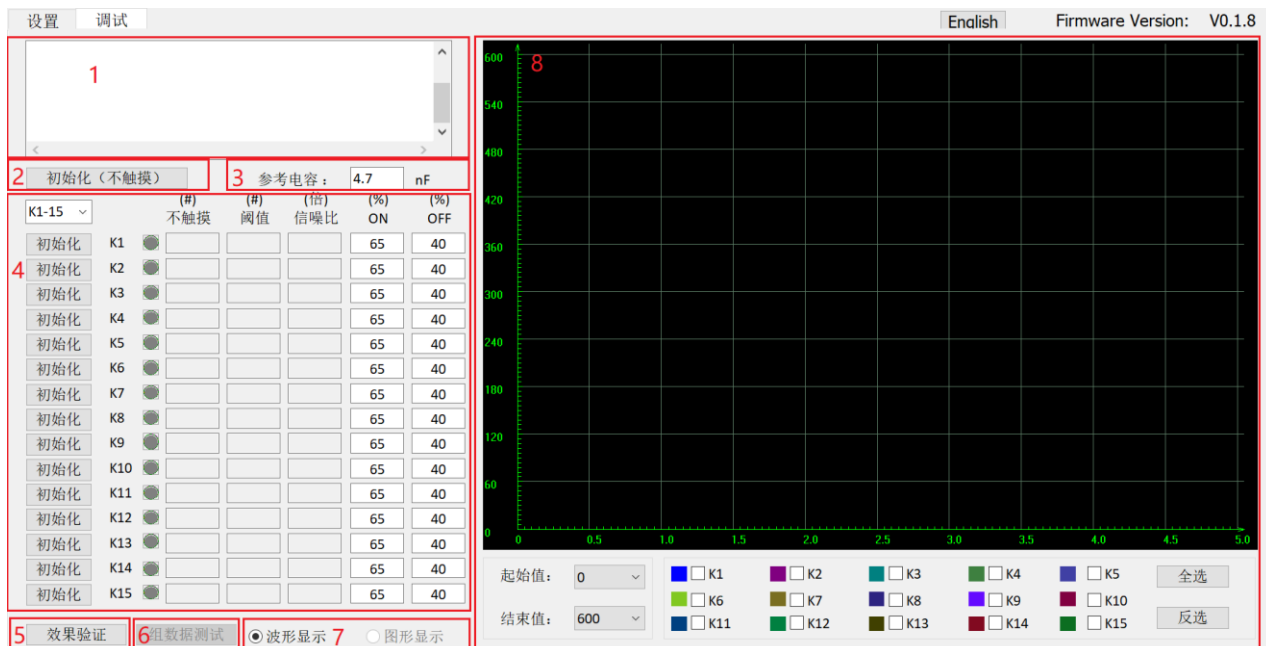 设置 调试 English Firmware Version: V0.1.8
1
2 初始化（不触摸） 3 参考电容： 4.7 nF
K1-15 (#) (#) (倍) (%) (%)
不触摸 阈值 信噪比 ON OFF
初始化 K1 65 40
4 初始化 K2 65 40
初始化 K3 65 40
初始化 K4 65 40
初始化 K5 65 40
初始化 K6 65 40
初始化 K7 65 40
初始化 K8 65 40
初始化 K9 65 40
初始化 K10 65 40
初始化 K11 65 40
初始化 K12 65 40
初始化 K13 65 40
初始化 K14 65 40
初始化 K15 65 40
5 效果验证 6 组数据测试 波形显示 7 图形显示
8
600
540
480
420
360
300
240
180
120
60
0
0 0.5 1.0 1.5 2.0 2.5 3.0 3.5 4.0 4.5 5.0
起始值： 0 K1 K2 K3 K4 K5 全选
K6 K7 K8 K9 K10
结束值： 600 K11 K12 K13 K14 K15 反选